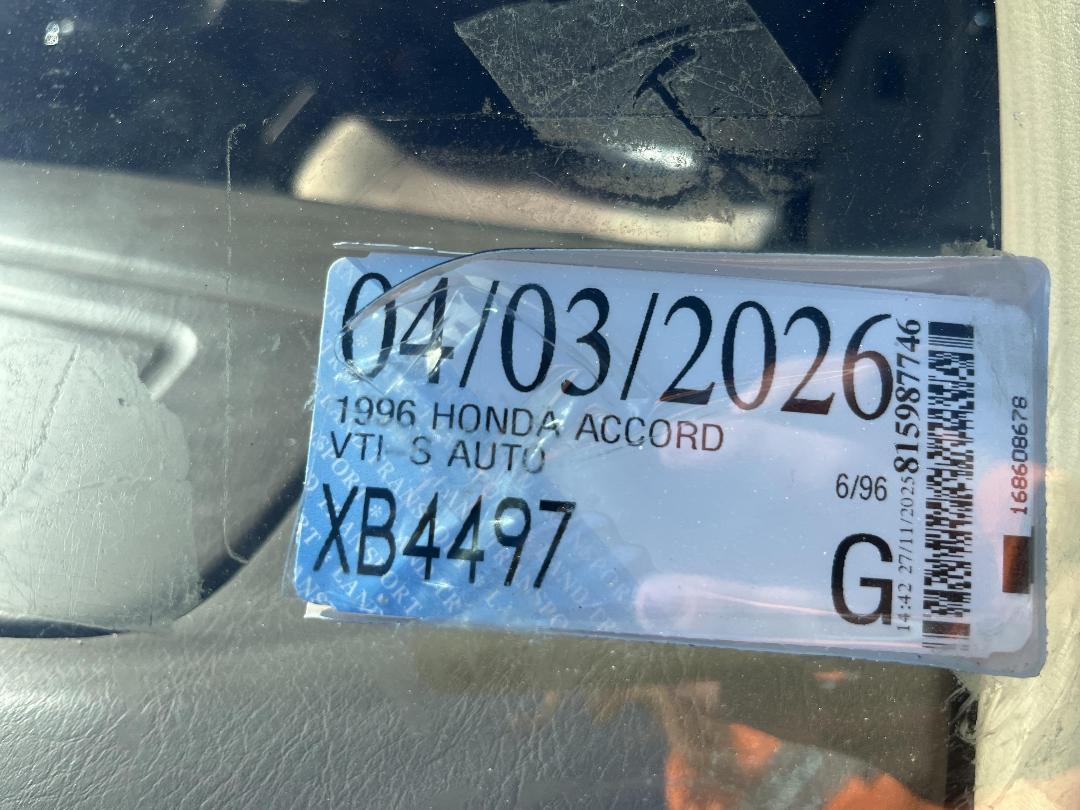 04/03/2026
1996 HONDA ACCORD
VTI-S AUTO
XB4497
6/96
G
14:42 27/11/2025 815987746
168608678